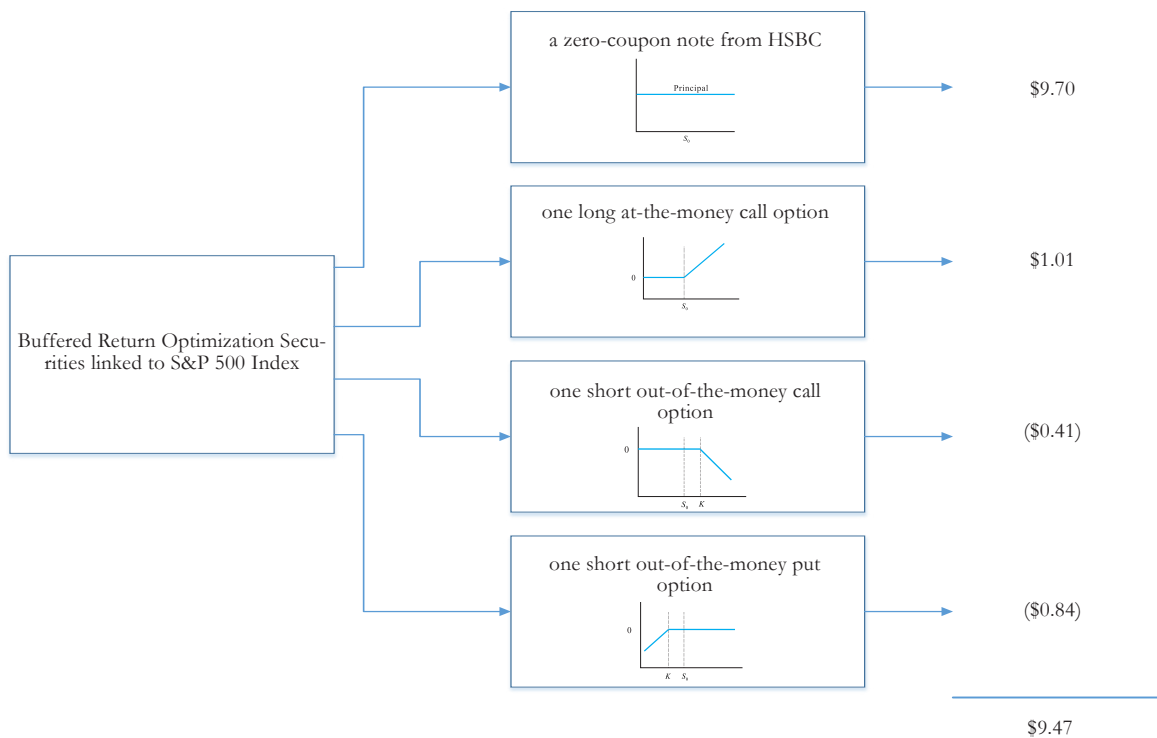 a zero-coupon note from HSBC
Principal
S₀
$9.70
one long at-the-money call option
0
S₀
$1.01
Buffered Return Optimization Secu-
rities linked to S&P 500 Index
one short out-of-the-money call
option
0
S₀ K
($0.41)
one short out-of-the-money put
option
0
K S₀
($0.84)
$9.47